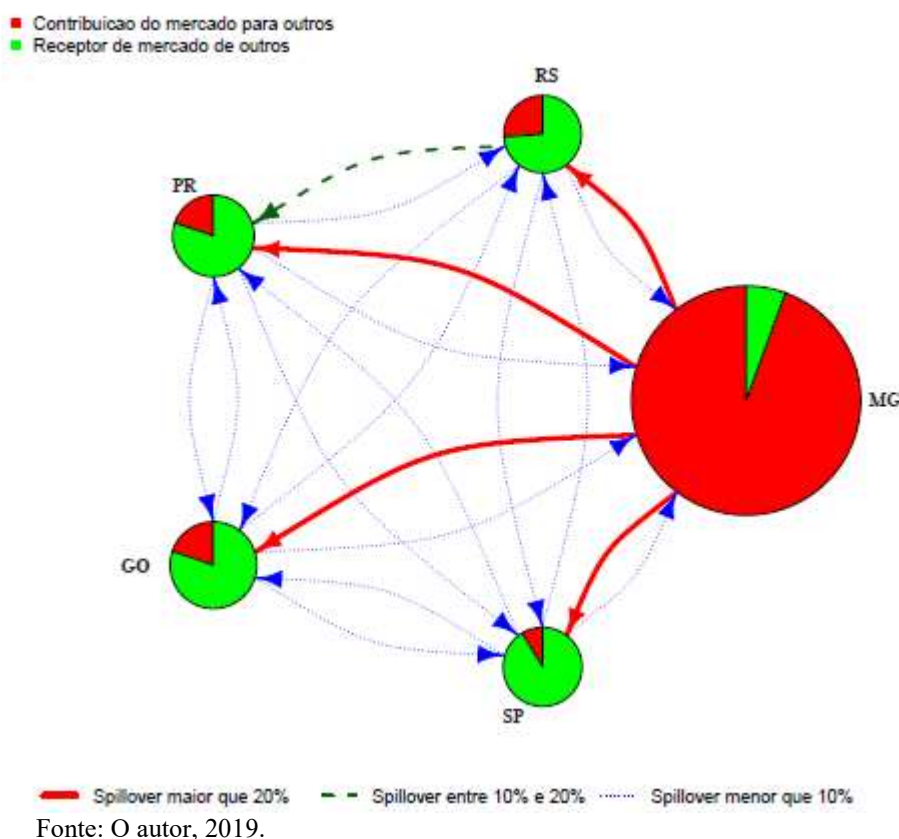 Contribuicao do mercado para outros
Receptor de mercado de outros
RS
PR
MG
GO
SP
Spillover maior que 20% Spillover entre 10% e 20% Spillover menor que 10%
Fonte: O autor, 2019.